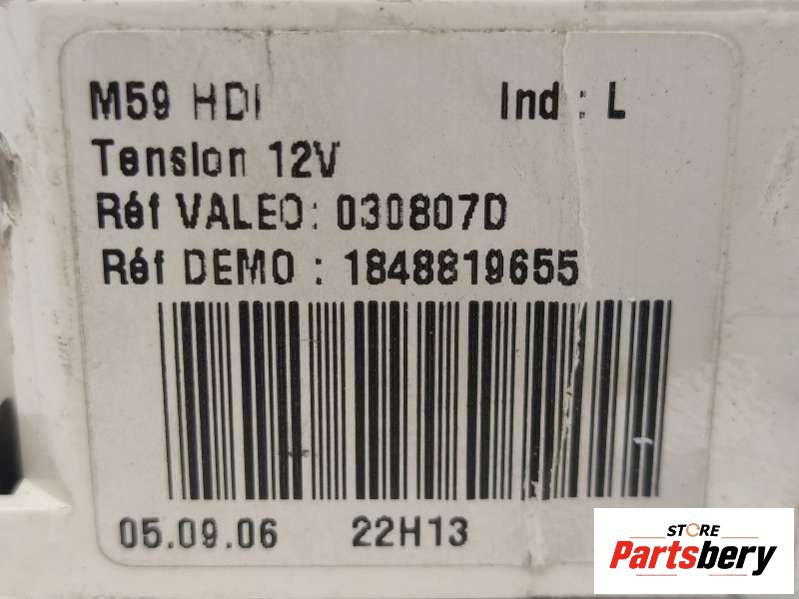 M59 HDI Ind : L
Tension 12V
Réf VALEO: 030807D
Réf DEMO : 1848819655
05.09.06 22H13
STORE
Partsbery